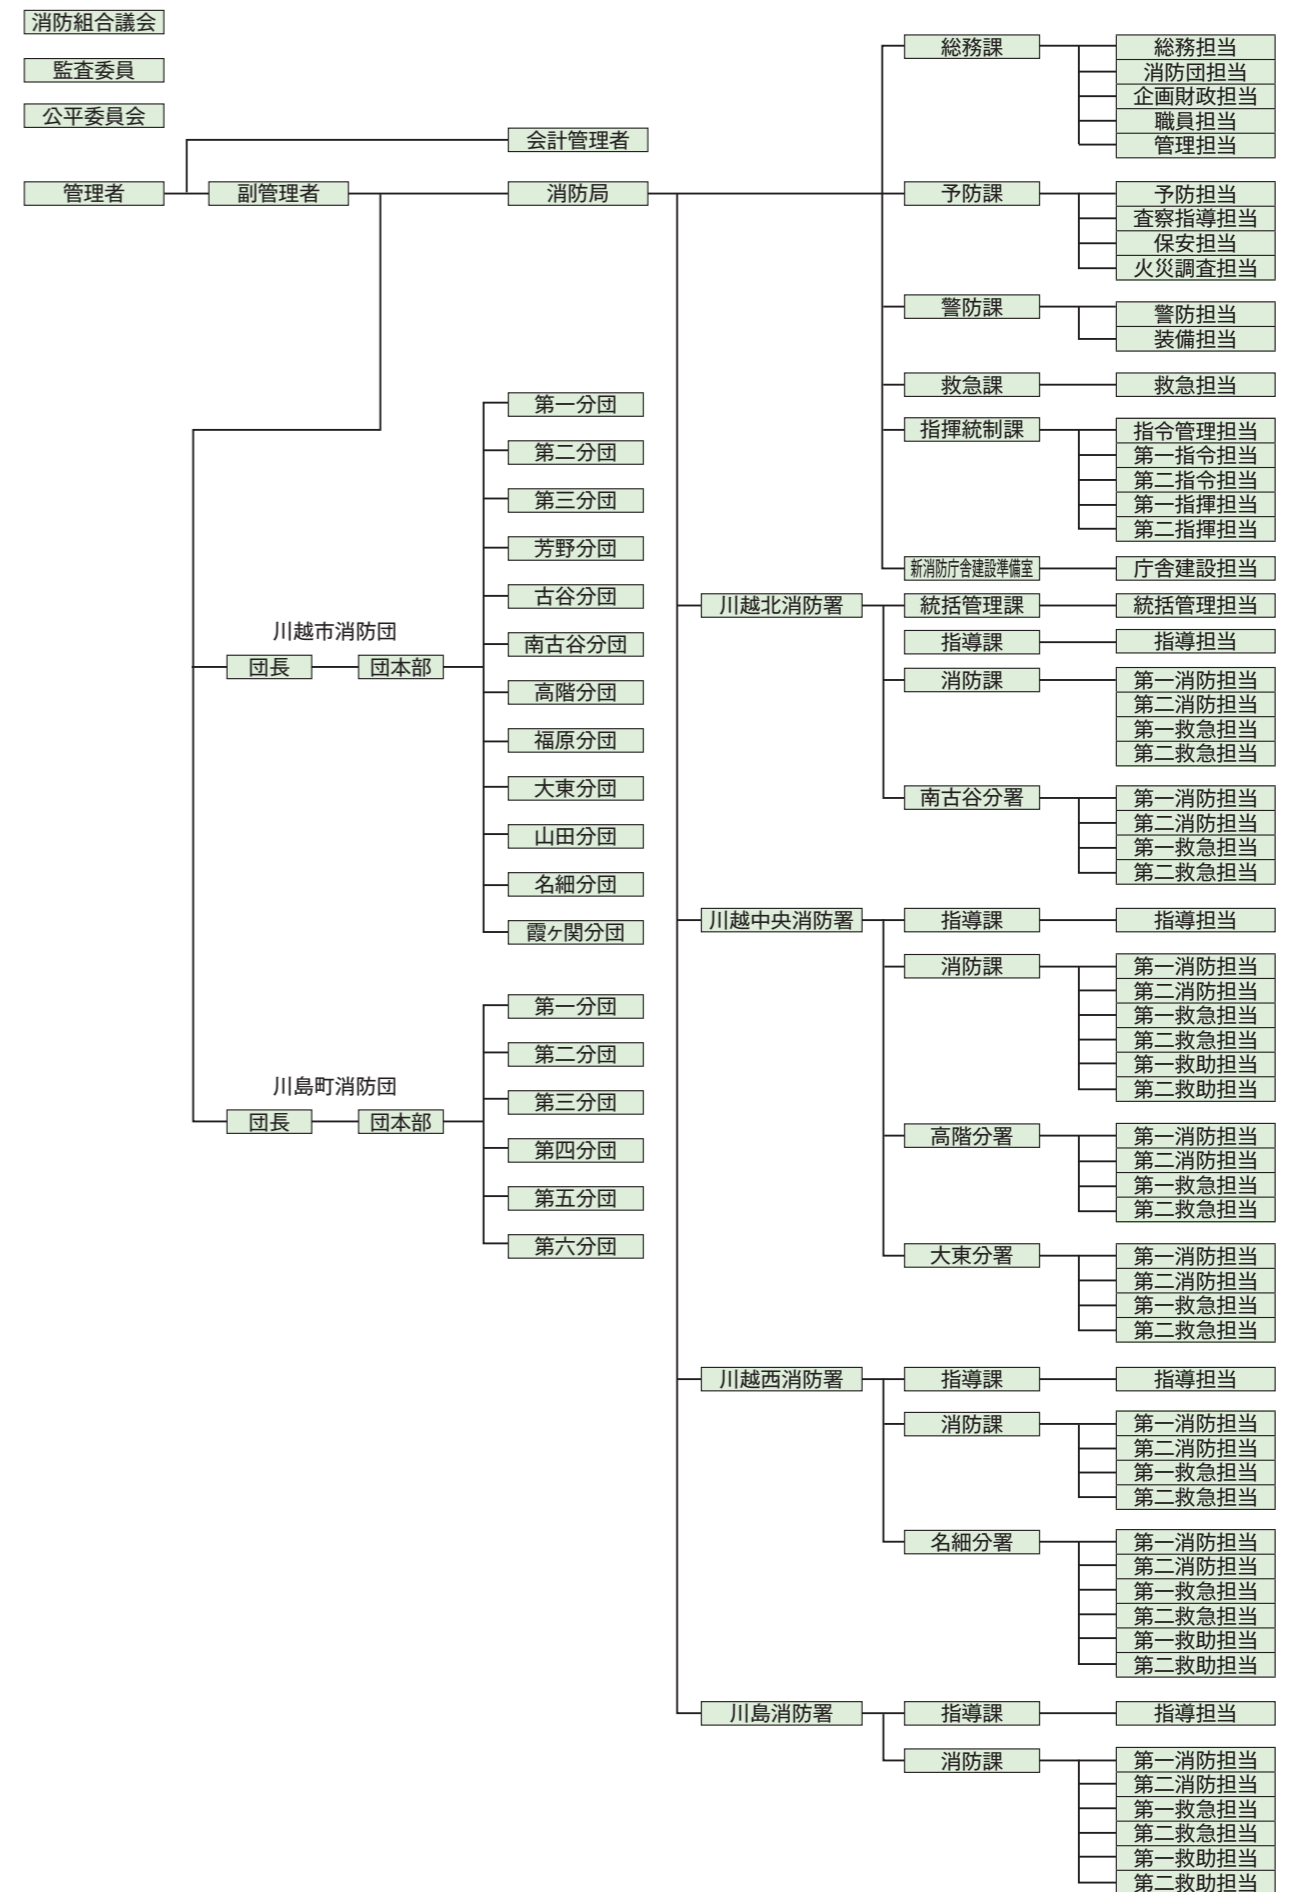 消防組合議会
監査委員
公平委員会
会計管理者
管理者
副管理者
消防局
総務課
総務担当
消防団担当
企画財政担当
職員担当
管理担当
予防課
予防担当
査察指導担当
保安担当
火災調査担当
警防課
警防担当
装備担当
救急課
救急担当
指揮統制課
指令管理担当
第一指令担当
第二指令担当
第一指揮担当
第二指揮担当
新消防庁舎建設準備室
庁舎建設担当
川越市消防団
団長
団本部
第一分団
第二分団
第三分団
芳野分団
古谷分団
南古谷分団
高階分団
福原分団
大東分団
山田分団
名細分団
霞ヶ関分団
川島町消防団
団長
団本部
第一分団
第二分団
第三分団
第四分団
第五分団
第六分団
川越北消防署
統括管理課
統括管理担当
指導課
指導担当
消防課
第一消防担当
第二消防担当
第一救急担当
第二救急担当
南古谷分署
第一消防担当
第二消防担当
第一救急担当
第二救急担当
川越中央消防署
指導課
指導担当
消防課
第一消防担当
第二消防担当
第一救急担当
第二救急担当
第一救助担当
第二救助担当
高階分署
第一消防担当
第二消防担当
第一救急担当
第二救急担当
大東分署
第一消防担当
第二消防担当
第一救急担当
第二救急担当
川越西消防署
指導課
指導担当
消防課
第一消防担当
第二消防担当
第一救急担当
第二救急担当
名細分署
第一消防担当
第二消防担当
第一救急担当
第二救急担当
第一救助担当
第二救助担当
川島消防署
指導課
指導担当
消防課
第一消防担当
第二消防担当
第一救急担当
第二救急担当
第一救助担当
第二救助担当